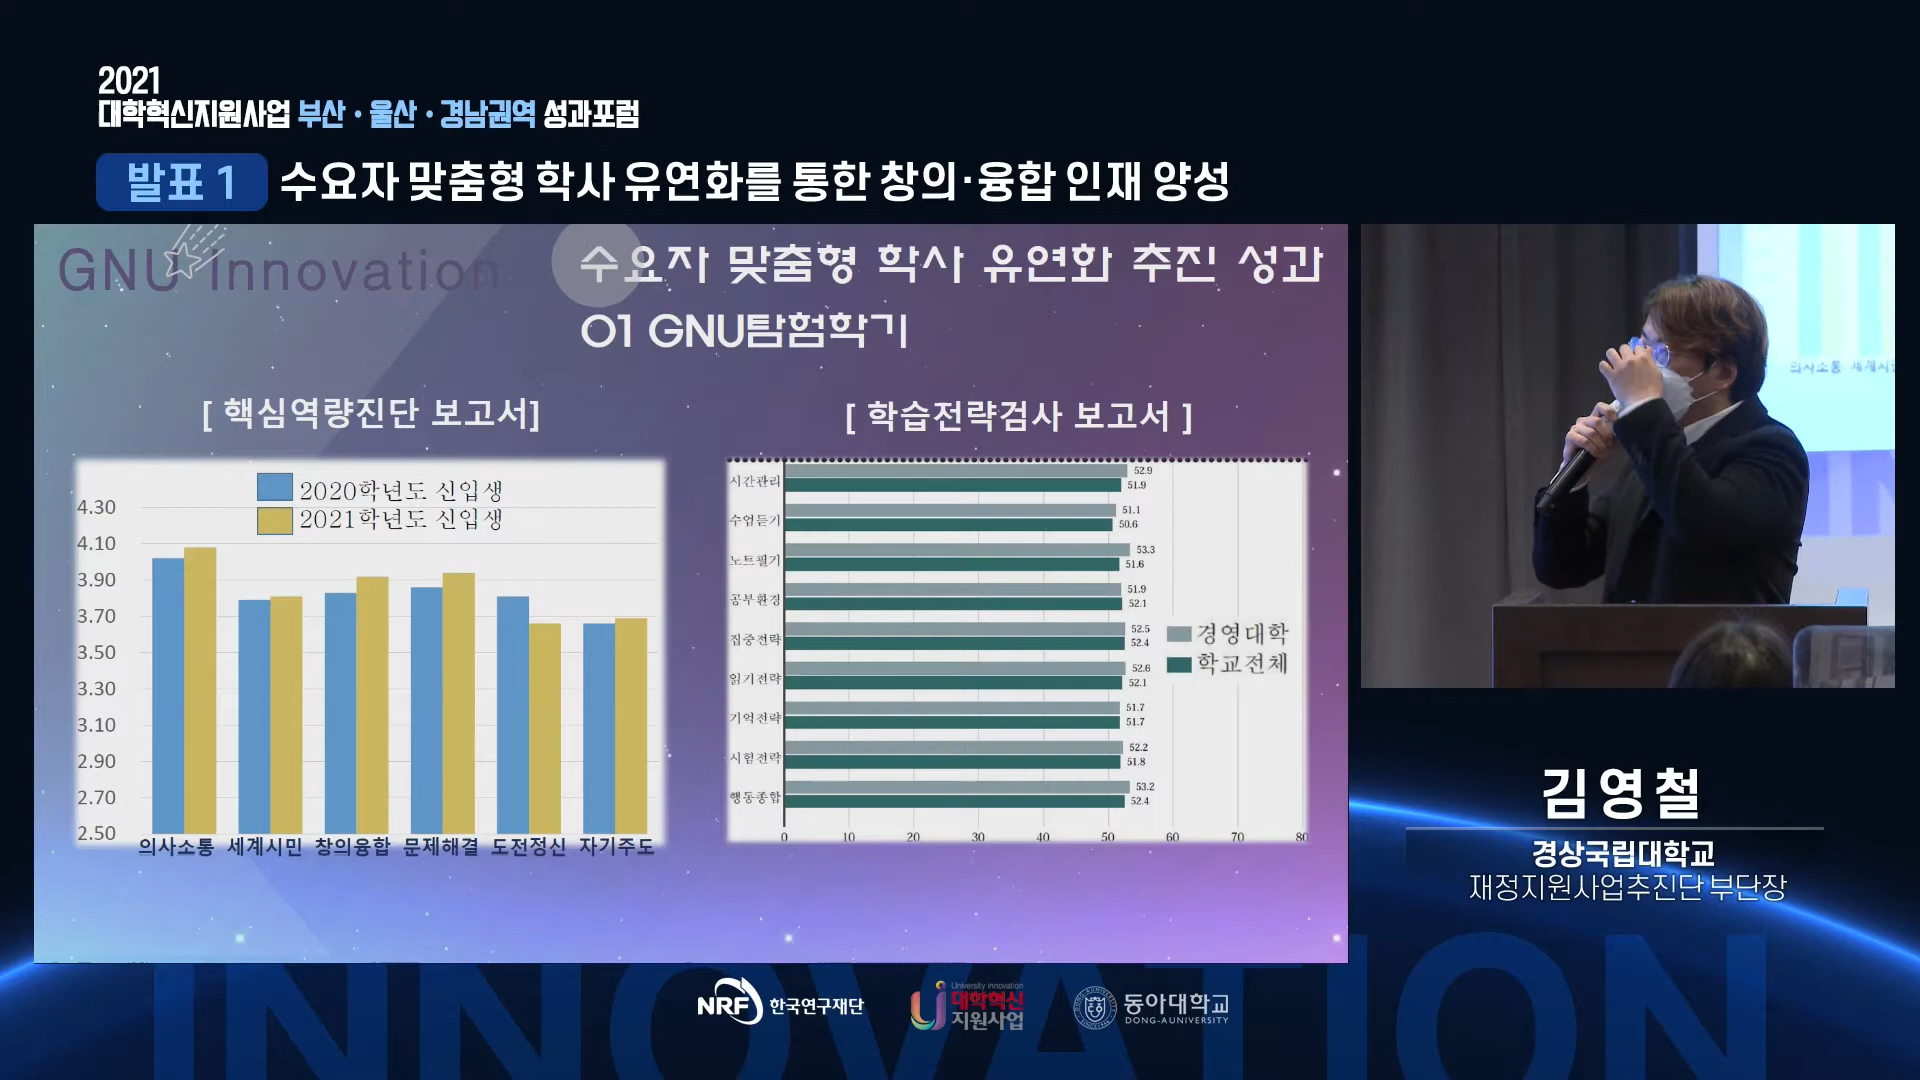 2021
대학혁신지원사업 부산·울산·경남권역 성과포럼
발표 1 수요자 맞춤형 학사 유연화를 통한 창의·융합 인재 양성
GNU Innovation
수요자 맞춤형 학사 유연화 추진 성과
01 GNU탐험학기
[ 핵심역량진단 보고서]
2020학년도 신입생
2021학년도 신입생
4.30
4.10
3.90
3.70
3.50
3.30
3.10
2.90
2.70
2.50
의사소통 세계시민 창의융합 문제해결 도전정신 자기주도
[ 학습전략검사 보고서 ]
시간관리 52.9
51.9
수업듣기 51.1
50.6
노트필기 53.3
51.6
공부환경 51.9
52.1
집중전략 52.5
52.4
읽기전략 52.6
52.1
기억전략 51.7
51.7
시험전략 52.2
51.8
행동종합 53.2
52.4
경영대학
학교전체
0 10 20 30 40 50 60 70 80
의사소통 세계시
김영철
경상국립대학교
재정지원사업추진단 부단장
INNOVATION
NRF 한국연구재단
University innovation
대학혁신
지원사업
동아대학교
DONG-A UNIVERSITY